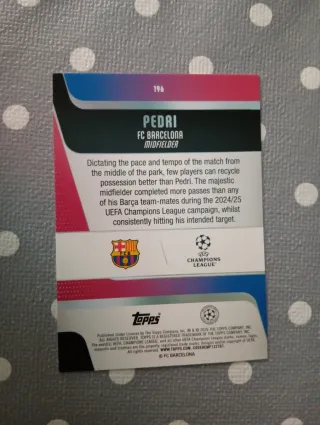 196
PEDRI
FC BARCELONA
MIDFIELDER
Dictating the pace and tempo of the match from
the middle of the park, few players can recycle
possession better than Pedri. The majestic
midfielder completed more passes than any
of his Barça team-mates during the 2024/25
UEFA Champions League campaign, whilst
consistently hitting his intended target.
FCB
CHAMPIONS
LEAGUE
Topps
© FC BARCELONA